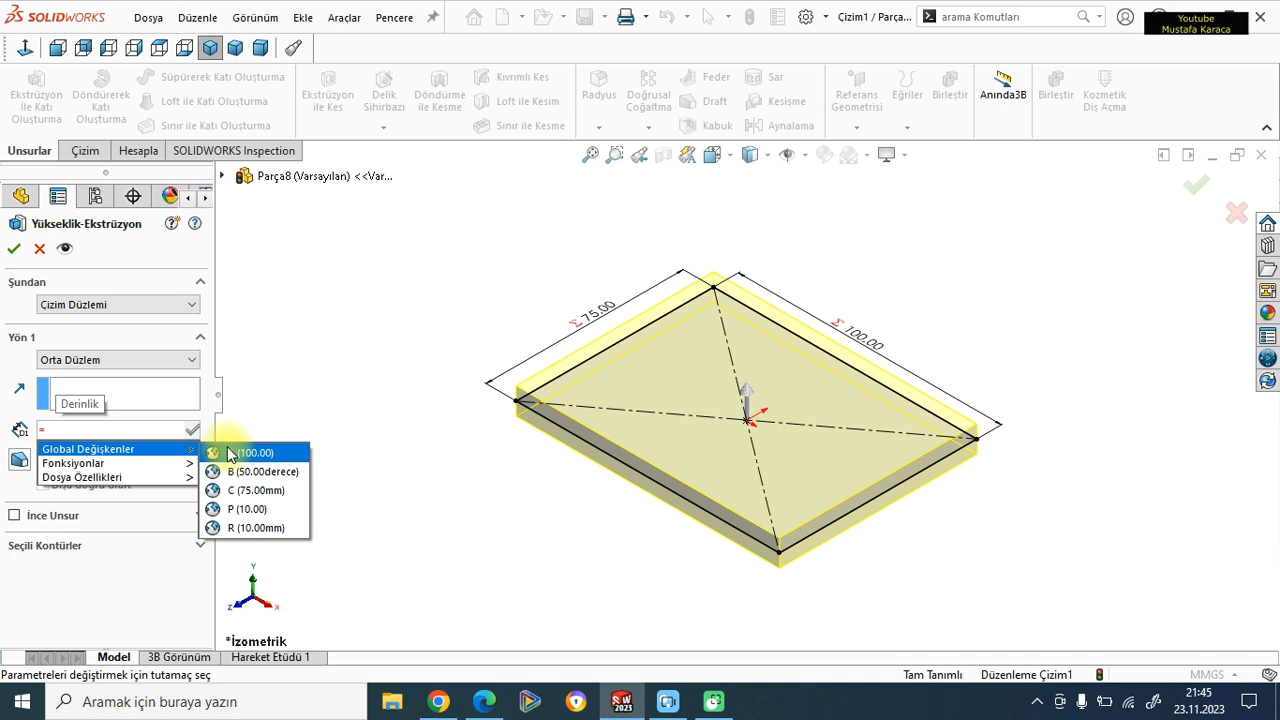 SOLIDWORKS
Dosya
Düzenle
Görünüm
Ekle
Araçlar
Pencere
Çizim1 / Parça...
arama Komutları
Youtube
Mustafa Karaca
Ekstrüzyon
ile Katı
Oluşturma
Döndürerek
Katı
Oluşturma
Süpürerek Katı Oluşturma
Loft ile Katı Oluşturma
Sınır ile Katı Oluşturma
Ekstrüzyon
ile Kes
Delik
Sihirbazı
Döndürme
ile Kesme
Kıvrımlı Kes
Loft ile Kesim
Sınır ile Kesme
Radyus
Doğrusal
Çoğaltma
Feder
Draft
Kabuk
Sar
Kesişme
Aynalama
Referans
Geometrisi
Eğriler
Birleştir
Anında3B
Birleştir
Kozmetik
Diş Açma
Unsurlar
Çizim
Hesapla
SOLIDWORKS Inspection
Parça8 (Varsayılan) <<Var...
Yükseklik-Ekstrüzyon
Şundan
Çizim Düzlemi
Yön 1
Orta Düzlem
Derinlik
=
Global Değişkenler
Fonksiyonlar
Dosya Özellikleri
(100.00)
B (50.00derece)
C (75.00mm)
P (10.00)
R (10.00mm)
İnce Unsur
Seçili Kontürler
Σ 75,00
Σ 100,00
Y
Z
X
*İzometrik
Model
3B Görünüm
Hareket Etüdü 1
Parametreleri değiştirmek için tutamaç seç
Tam Tanımlı
Düzenleme Çizim1
MMGS
Aramak için buraya yazın
SW
2023
21:45
23.11.2023